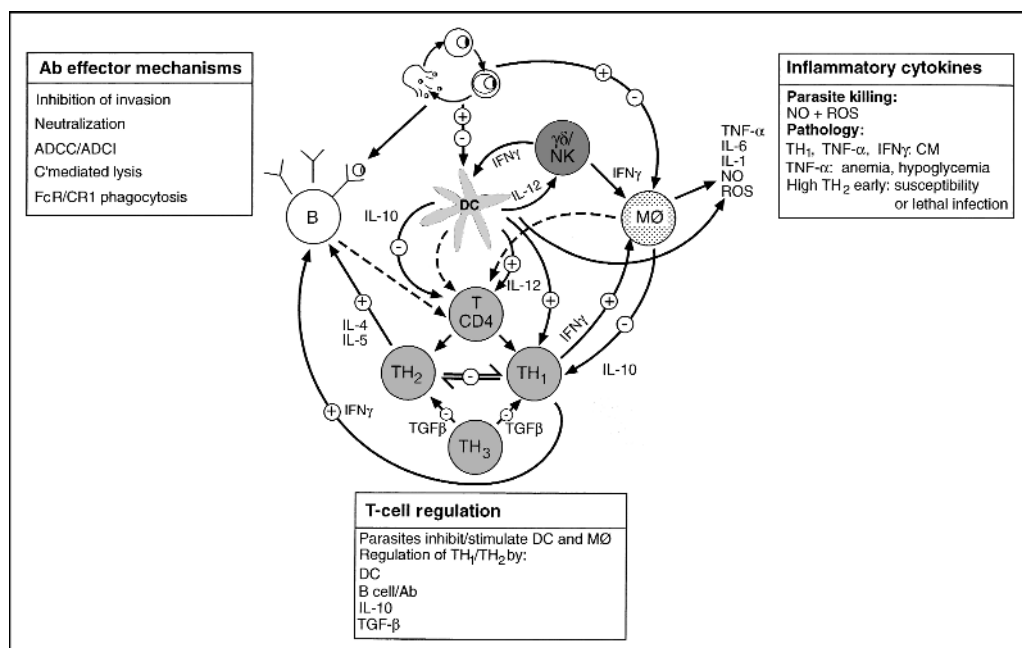 Ab effector mechanisms
Inhibition of invasion
Neutralization
ADCC/ADCI
C'mediated lysis
FcR/CR1 phagocytosis
Inflammatory cytokines
Parasite killing:
NO + ROS
Pathology:
TH1, TNF-α, IFNγ: CM
TNF-α: anemia, hypoglycemia
High TH2 early: susceptibility
or lethal infection
+
-
+
-
γδ/
NK
IFNγ
IFNγ
IL-12
DC
TNF-α
IL-6
IL-1
NO
ROS
B
MØ
IL-10
-
+
IL-12
+
+
IFNγ
-
IL-10
T
CD4
+
IL-4
IL-5
TH2
-
TH1
+ IFNγ
-
-
TGFβ
TGFβ
TH3
T-cell regulation
Parasites inhibit/stimulate DC and MØ
Regulation of TH1/TH2 by:
DC
B cell/Ab
IL-10
TGF-β